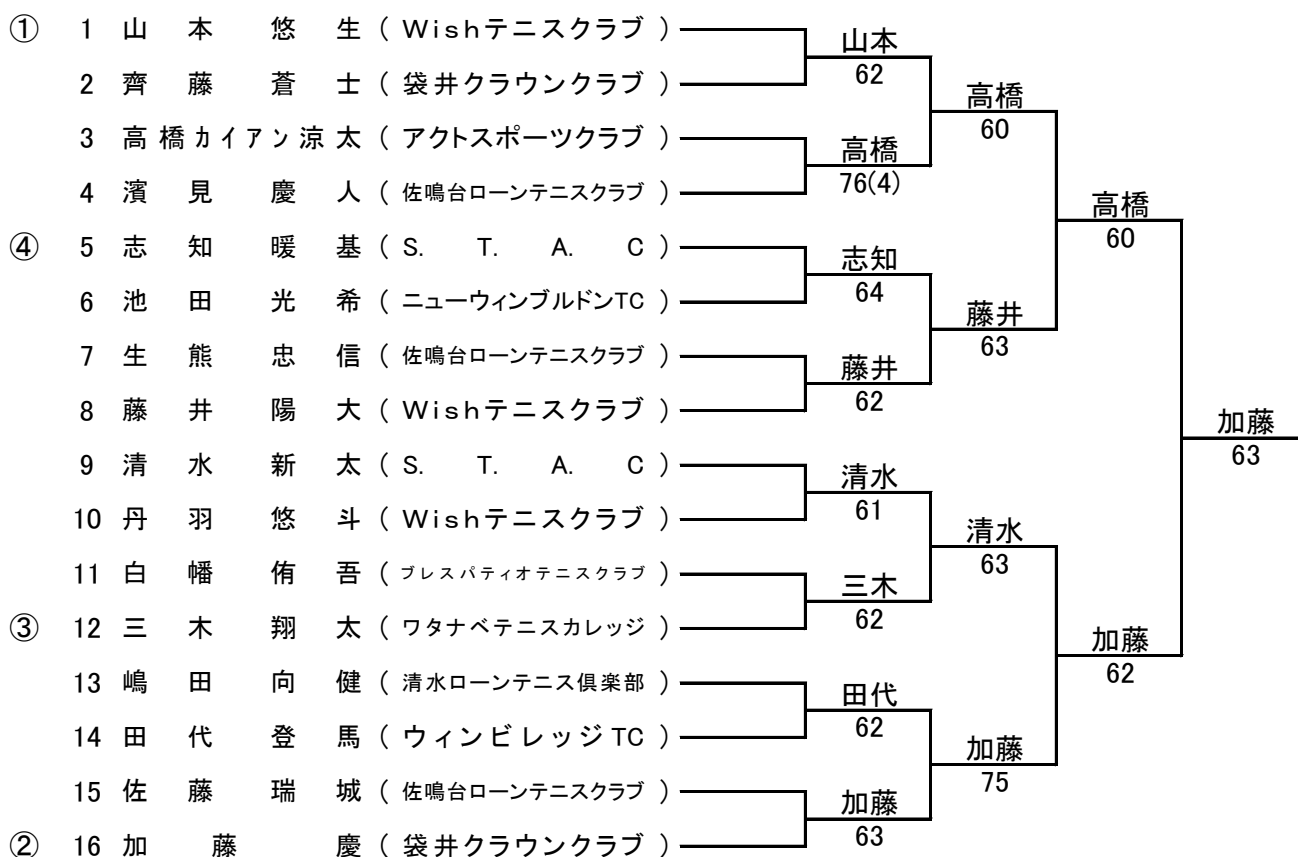 ① 1 山本 悠生 ( Wishテニスクラブ )
山本
2 齊藤 蒼士 ( 袋井クラウンクラブ )
62
高橋
3 高橋カイアン涼太 ( アクトスポーツクラブ )
60
高橋
4 濱見 慶人 ( 佐鳴台ローンテニスクラブ )
76(4)
高橋
④ 5 志知 暖基 ( S. T. A. C )
60
志知
6 池田 光希 ( ニューウィンブルドンTC )
64
藤井
7 生熊 忠信 ( 佐鳴台ローンテニスクラブ )
63
藤井
8 藤井 陽大 ( Wishテニスクラブ )
62
加藤
9 清水 新太 ( S. T. A. C )
63
清水
10 丹羽 悠斗 ( Wishテニスクラブ )
61
清水
11 白幡 侑吾 ( ブレスパティオテニスクラブ )
63
三木
③ 12 三木 翔太 ( ワタナベテニスカレッジ )
62
加藤
13 嶋田 向健 ( 清水ローンテニス倶楽部 )
62
田代
14 田代 登馬 ( ウィンビレッジTC )
62
加藤
15 佐藤 瑞城 ( 佐鳴台ローンテニスクラブ )
75
加藤
② 16 加藤 慶 ( 袋井クラウンクラブ )
63